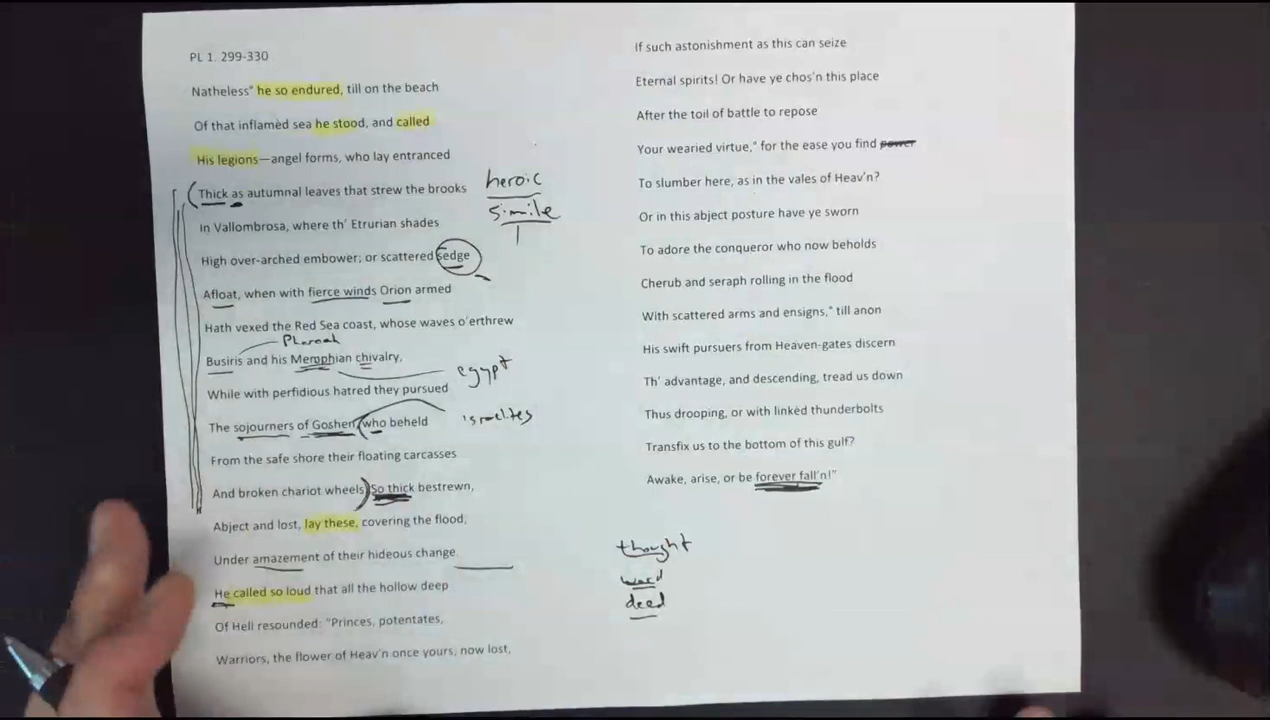 PL 1. 299-330
Natheless" he so endured, till on the beach
Of that inflamèd sea he stood, and called
His legions—angel forms, who lay entranced
Thick as autumnal leaves that strew the brooks
heroic
simile
In Vallombrosa, where th' Etrurian shades
High over-arched embower; or scattered sedge
Afloat, when with fierce winds Orion armed
Hath vexed the Red Sea coast, whose waves o'erthrew
Pharoah
Busiris and his Memphian chivalry,
egypt
While with perfidious hatred they pursued
The sojourners of Goshen, who beheld
israelites
From the safe shore their floating carcasses
And broken chariot wheels) So thick bestrewn,
Abject and lost, lay these, covering the flood,
Under amazement of their hideous change.
He called so loud that all the hollow deep
Of Hell resounded: "Princes, potentates,
Warriors, the flower of Heav'n once yours, now lost,
If such astonishment as this can seize
Eternal spirits! Or have ye chos'n this place
After the toil of battle to repose
Your wearied virtue," for the ease you find power
To slumber here, as in the vales of Heav'n?
Or in this abject posture have ye sworn
To adore the conqueror who now beholds
Cherub and seraph rolling in the flood
With scattered arms and ensigns," till anon
His swift pursuers from Heaven-gates discern
Th' advantage, and descending, tread us down
Thus drooping, or with linked thunderbolts
Transfix us to the bottom of this gulf?
Awake, arise, or be forever fall'n!"
thought
word
deed